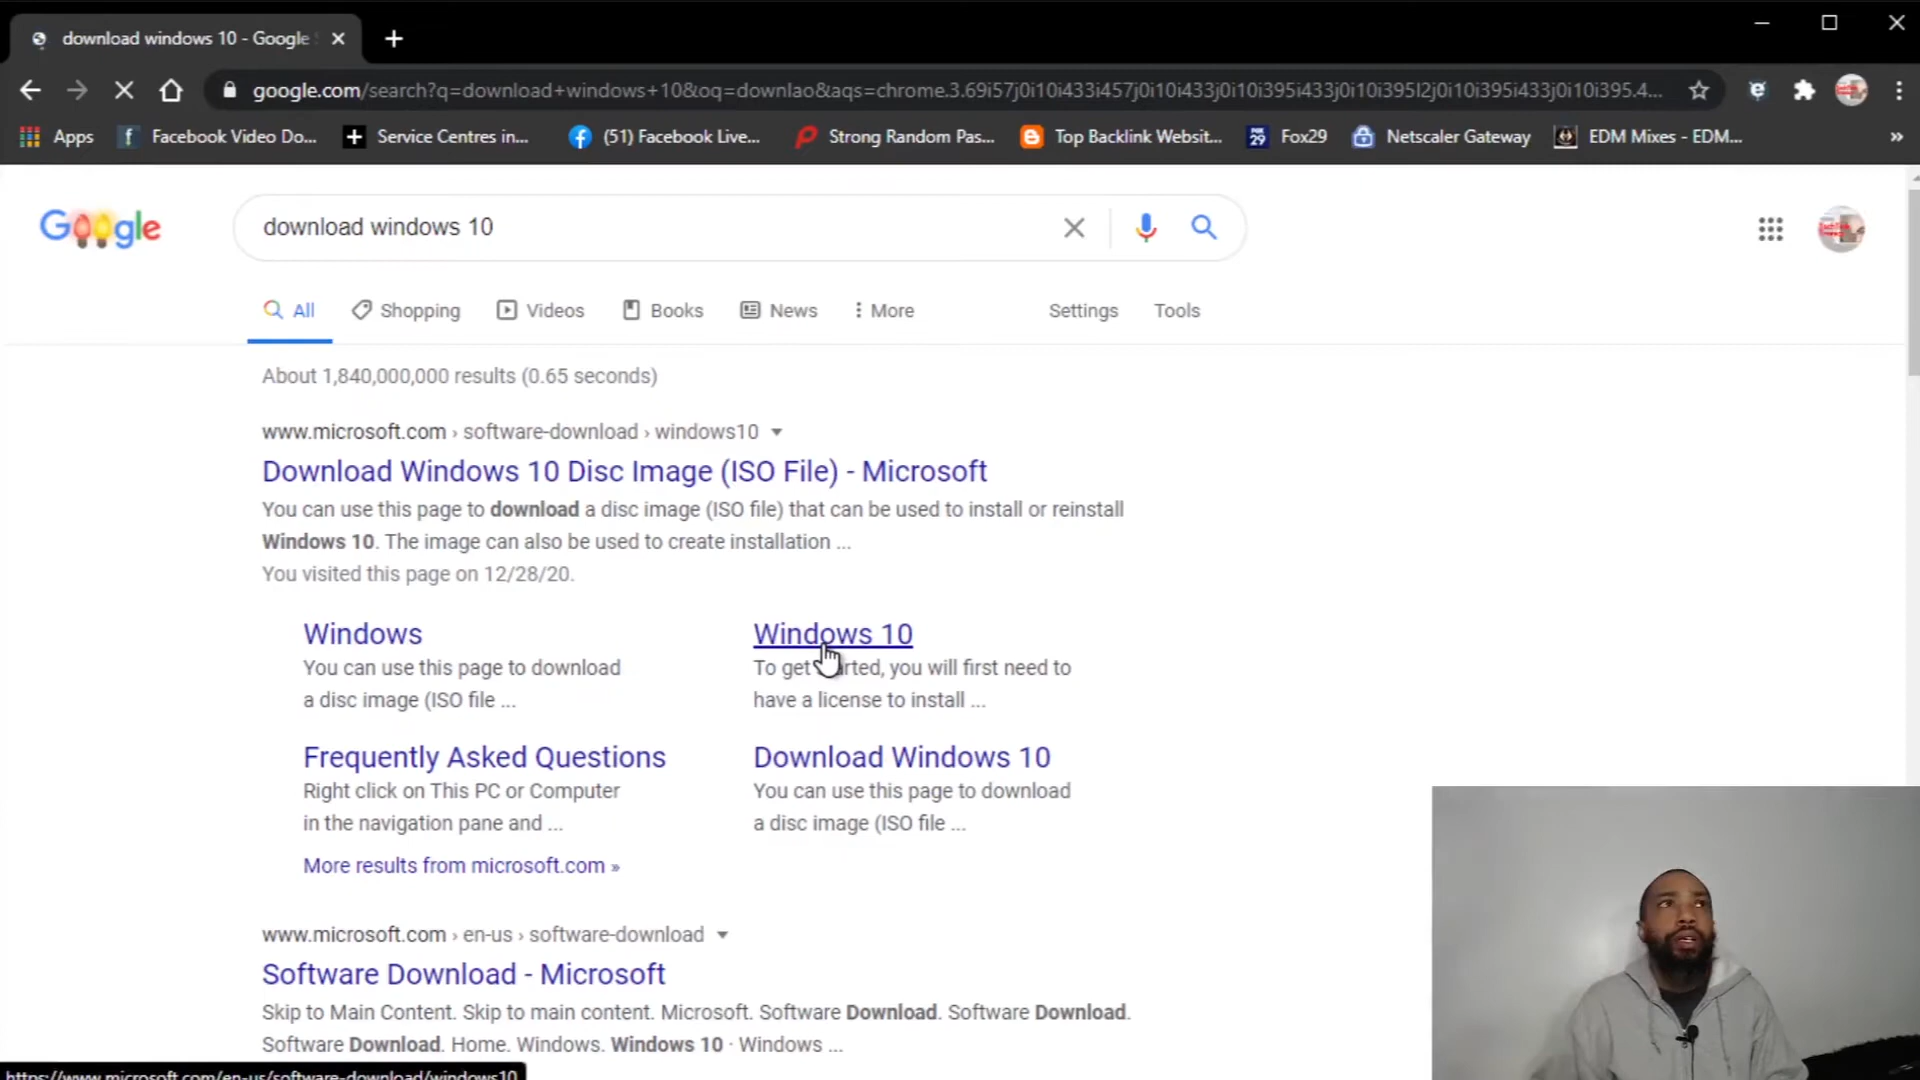 download windows 10 - Google
google.com/search?q=download+windows+10&oq=downlao&aqs=chrome.3.69i57j0i10i433i457j0i10i433j0i10i395i433j0i10i395l2j0i10i395i433j0i10i395.4...
Apps Facebook Video Do... Service Centres in... (51) Facebook Live... Strong Random Pas... Top Backlink Websit... Fox29 Netscaler Gateway EDM Mixes - EDM... »
Google download windows 10
All Shopping Videos Books News More Settings Tools
About 1,840,000,000 results (0.65 seconds)
www.microsoft.com › software-download › windows10
Download Windows 10 Disc Image (ISO File) - Microsoft
You can use this page to download a disc image (ISO file) that can be used to install or reinstall
Windows 10. The image can also be used to create installation ...
You visited this page on 12/28/20.
Windows
You can use this page to download
a disc image (ISO file ...
Windows 10
To get started, you will first need to
have a license to install ...
Frequently Asked Questions
Right click on This PC or Computer
in the navigation pane and ...
Download Windows 10
You can use this page to download
a disc image (ISO file ...
More results from microsoft.com »
www.microsoft.com › en-us › software-download
Software Download - Microsoft
Skip to Main Content. Skip to main content. Microsoft. Software Download. Software Download.
Software Download. Home. Windows. Windows 10 · Windows ...
https://www.microsoft.com/en-us/software-download/windows10